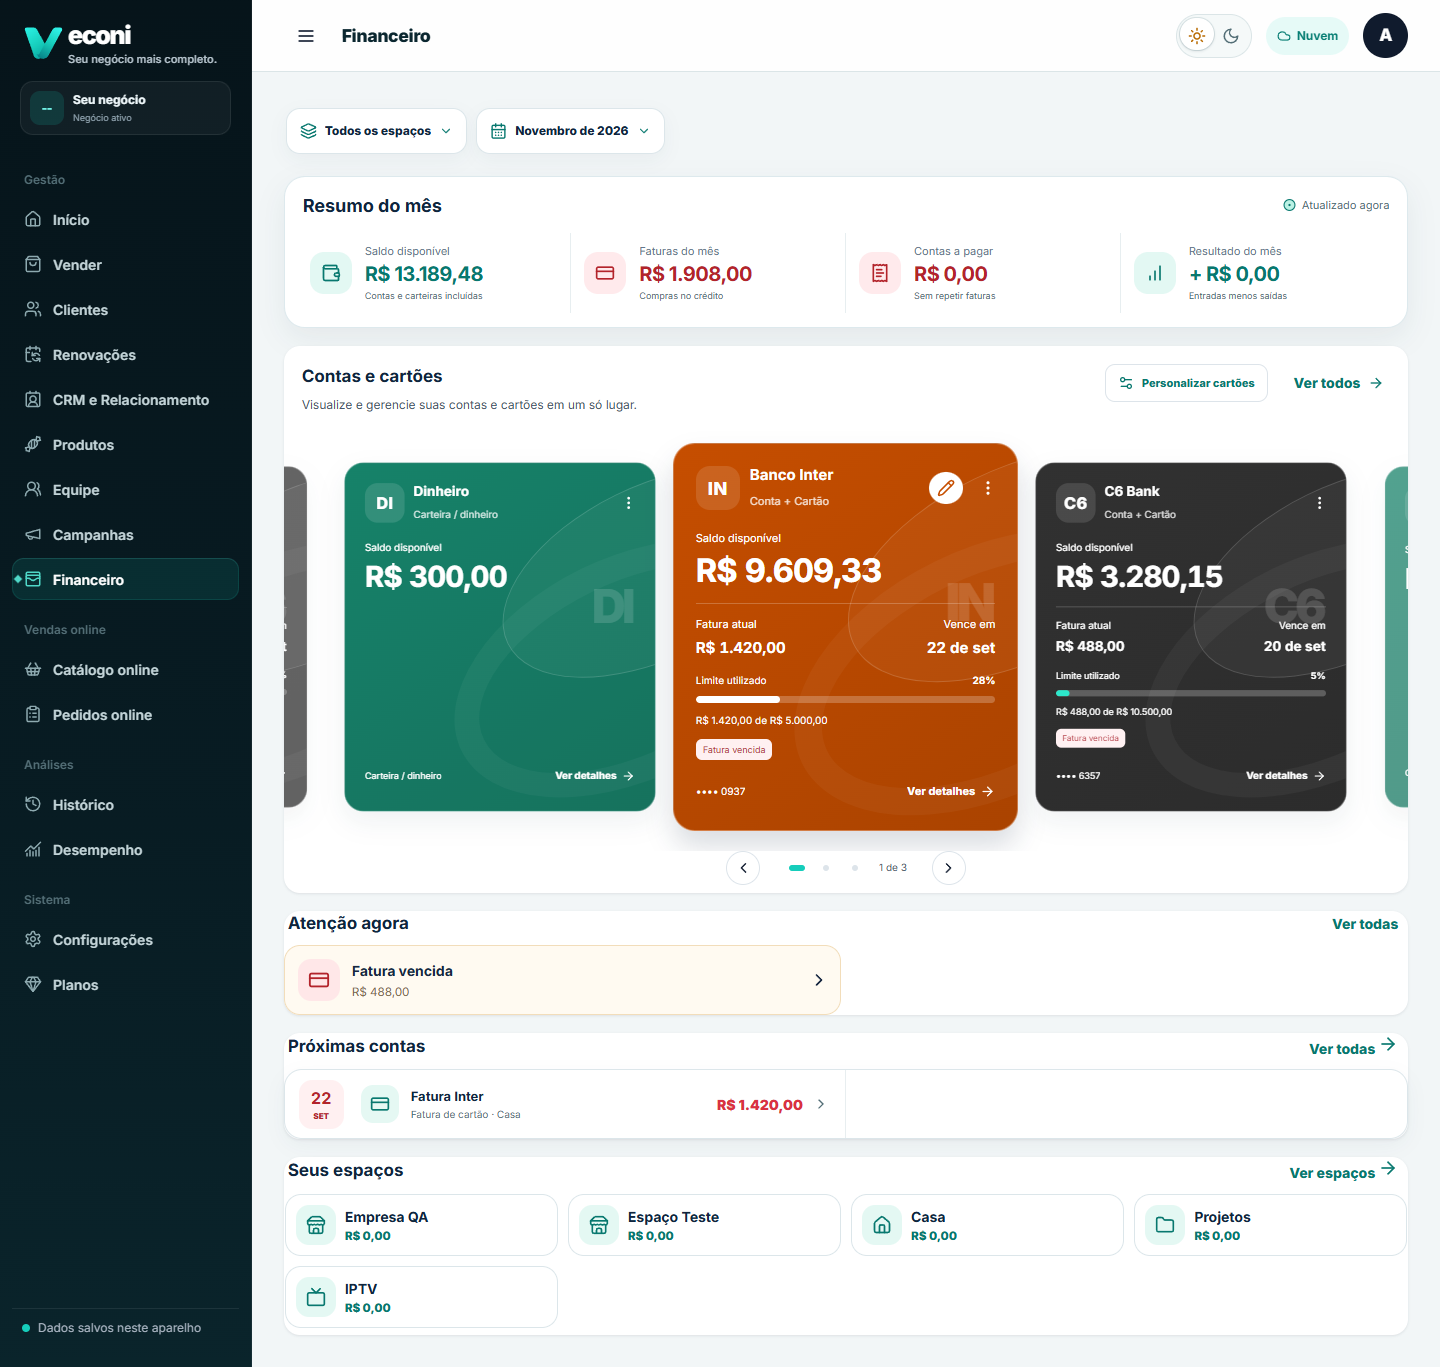 Veconi
Seu negócio mais completo.
--
Seu negócio
Negócio ativo
Gestão
Início
Vender
Clientes
Renovações
CRM e Relacionamento
Produtos
Equipe
Campanhas
Financeiro
Vendas online
Catálogo online
Pedidos online
Análises
Histórico
Desempenho
Sistema
Configurações
Planos
Dados salvos neste aparelho
Financeiro
Nuvem
A
Todos os espaços
Novembro de 2026
Resumo do mês
Atualizado agora
Saldo disponível
R$ 13.189,48
Contas e carteiras incluídas
Faturas do mês
R$ 1.908,00
Compras no crédito
Contas a pagar
R$ 0,00
Sem repetir faturas
Resultado do mês
+ R$ 0,00
Entradas menos saídas
Contas e cartões
Visualize e gerencie suas contas e cartões em um só lugar.
Personalizar cartões
Ver todos
DI
Dinheiro
Carteira / dinheiro
Saldo disponível
R$ 300,00
DI
Carteira / dinheiro
Ver detalhes
IN
Banco Inter
Conta + Cartão
Saldo disponível
R$ 9.609,33
IN
Fatura atual
Vence em
R$ 1.420,00
22 de set
Limite utilizado
28%
R$ 1.420,00 de R$ 5.000,00
Fatura vencida
•••• 0937
Ver detalhes
C6
C6 Bank
Conta + Cartão
Saldo disponível
R$ 3.280,15
C6
Fatura atual
Vence em
R$ 488,00
20 de set
Limite utilizado
5%
R$ 488,00 de R$ 10.500,00
Fatura vencida
•••• 6357
Ver detalhes
1 de 3
Atenção agora
Ver todas
Fatura vencida
R$ 488,00
Próximas contas
Ver todas
22
SET
Fatura Inter
Fatura de cartão · Casa
R$ 1.420,00
Seus espaços
Ver espaços
Empresa QA
R$ 0,00
Espaço Teste
R$ 0,00
Casa
R$ 0,00
Projetos
R$ 0,00
IPTV
R$ 0,00